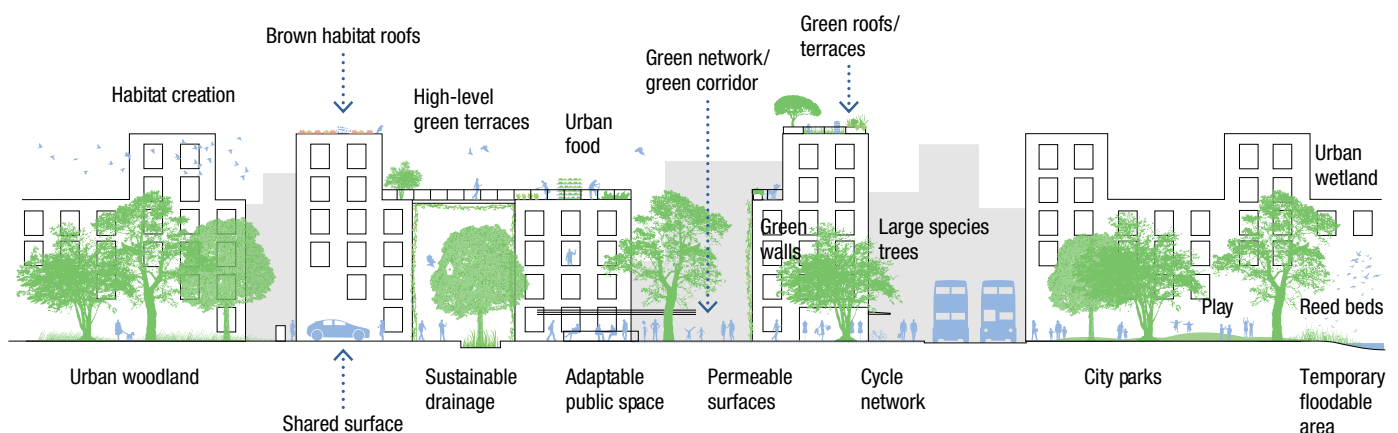 Brown habitat roofs
Habitat creation
High-level
green terraces
Urban
food
Green network/
green corridor
Green roofs/
terraces
Urban
wetland
Green
walls
Large species
trees
Play
Reed beds
Urban woodland
Shared surface
Sustainable
drainage
Adaptable
public space
Permeable
surfaces
Cycle
network
City parks
Temporary
floodable
area